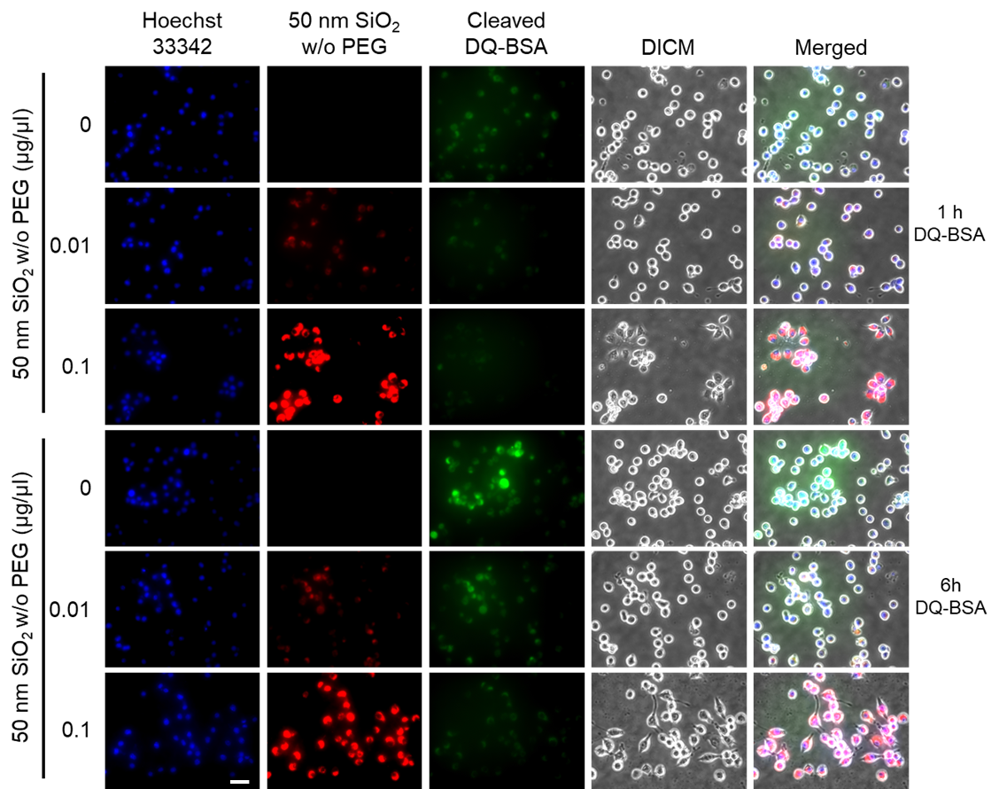 Hoechst
33342
50 nm SiO₂
w/o PEG
Cleaved
DQ-BSA
DICM
Merged
50 nm SiO₂ w/o PEG (µg/µl)
0
0.01
0.1
1 h
DQ-BSA
50 nm SiO₂ w/o PEG (µg/µl)
0
0.01
0.1
6h
DQ-BSA